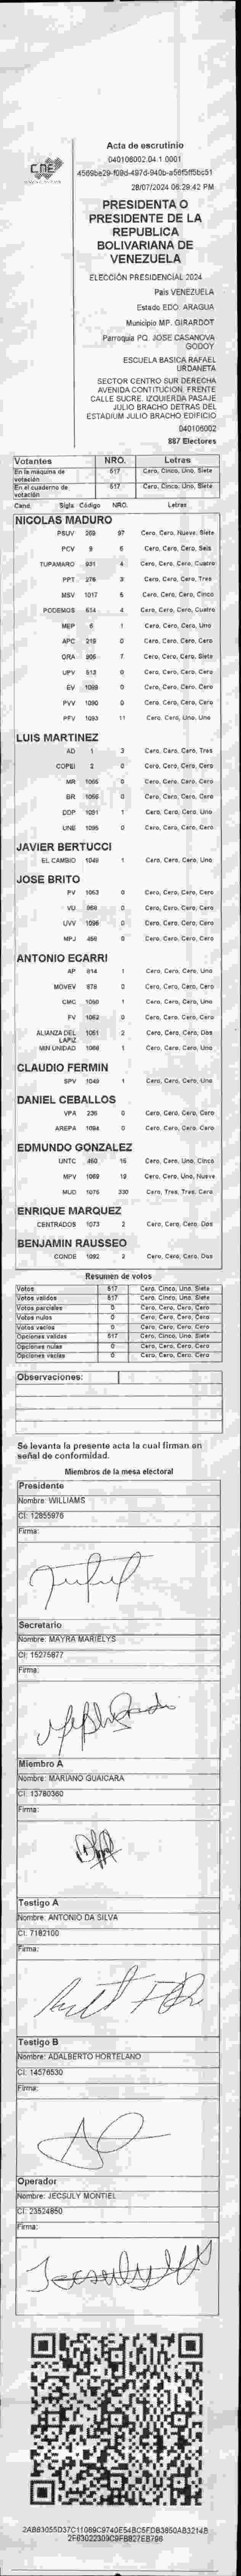 CNE
Acta de escrutinio
040106002.04.1.0001
28/07/2024 06:29:42 PM
PRESIDENTA O
PRESIDENTE DE LA
REPUBLICA
BOLIVARIANA DE
VENEZUELA
ELECCIÓN PRESIDENCIAL 2024
País VENEZUELA
Estado EDO. ARAGUA
Municipio MP. GIRARDOT
Parroquia PQ. JOSE CASANOVA
GODOY
ESCUELA BASICA RAFAEL
URDANETA
SECTOR CENTRO SUR DERECHA
AVENIDA CONTITUCION. FRENTE
CALLE SUCRE. IZQUIERDA PASAJE
JULIO BRACHO DETRAS DEL
ESTADIUM JULIO BRACHO EDIFICIO
040106002
887 Electores
Votantes NRO. Letras
En la máquina de votación 517 Cero, Cinco, Uno, Siete
En el cuaderno de votación 517 Cero, Cinco, Uno, Siete
Cand. Sigla Código NRO. Letras
NICOLAS MADURO
PSUV 269 97 Cero, Cero, Nueve, Siete
PCV 9 6 Cero, Cero, Cero, Seis
TUPAMARO 931 4 Cero, Cero, Cero, Cuatro
PPT 276 3 Cero, Cero, Cero, Tres
MSV 1017 5 Cero, Cero, Cero, Cinco
PODEMOS 614 4 Cero, Cero, Cero, Cuatro
MEP 6 1 Cero, Cero, Cero, Uno
APC 216 0 Cero, Cero, Cero, Cero
ORA 906 7 Cero, Cero, Cero, Siete
UPV 513 0 Cero, Cero, Cero, Cero
EV 1098 0 Cero, Cero, Cero, Cero
PVV 1090 0 Cero, Cero, Cero, Cero
PFV 1093 11 Cero, Cero, Uno, Uno
LUIS MARTINEZ
AD 1 3 Cero, Cero, Cero, Tres
COPEI 2 0 Cero, Cero, Cero, Cero
MR 1005 0 Cero, Cero, Cero, Cero
BR 1066 0 Cero, Cero, Cero, Cero
DDP 1091 1 Cero, Cero, Cero, Uno
UNE 1095 0 Cero, Cero, Cero, Cero
JAVIER BERTUCCI
EL CAMBIO 1049 1 Cero, Cero, Cero, Uno
JOSE BRITO
PV 1063 0 Cero, Cero, Cero, Cero
VU 968 0 Cero, Cero, Cero, Cero
UVV 1096 0 Cero, Cero, Cero, Cero
MPJ 468 0 Cero, Cero, Cero, Cero
ANTONIO ECARRI
AP 814 1 Cero, Cero, Cero, Uno
MOVEV 878 0 Cero, Cero, Cero, Cero
CMC 1050 1 Cero, Cero, Cero, Uno
FV 1062 0 Cero, Cero, Cero, Cero
ALIANZA DEL LAPIZ 1051 2 Cero, Cero, Cero, Dos
MIN UNIDAD 1068 1 Cero, Cero, Cero, Uno
CLAUDIO FERMIN
SPV 1049 1 Cero, Cero, Cero, Uno
DANIEL CEBALLOS
VPA 236 0 Cero, Cero, Cero, Cero
AREPA 1094 0 Cero, Cero, Cero, Cero
EDMUNDO GONZALEZ
UNTC 460 15 Cero, Cero, Uno, Cinco
MPV 1069 19 Cero, Cero, Uno, Nueve
MUD 1075 330 Cero, Tres, Tres, Cero
ENRIQUE MARQUEZ
CENTRADOS 1073 2 Cero, Cero, Cero, Dos
BENJAMIN RAUSSEO
CONDE 1092 2 Cero, Cero, Cero, Dos
Resumen de votos
Votos 517 Cero, Cinco, Uno, Siete
Votos válidos 517 Cero, Cinco, Uno, Siete
Votos parciales 0 Cero, Cero, Cero, Cero
Votos nulos 0 Cero, Cero, Cero, Cero
Votos vacíos 0 Cero, Cero, Cero, Cero
Opciones válidas 517 Cero, Cinco, Uno, Siete
Opciones nulas 0 Cero, Cero, Cero, Cero
Opciones vacías 0 Cero, Cero, Cero, Cero
Observaciones:
Se levanta la presente acta la cual firman en
señal de conformidad.
Miembros de la mesa electoral
Presidente
Nombre: WILLIAMS
CI: 12855976
Firma:
Secretario
Nombre: MAYRA MARIELYS
CI: 15275877
Firma:
Miembro A
Nombre: MARIANO GUAICARA
CI: 13780360
Firma:
Testigo A
Nombre: ANTONIO DA SILVA
CI: 7182100
Firma:
Testigo B
Nombre: ADALBERTO HORTELANO
CI: 14576530
Firma:
Operador
Nombre: JECSULY MONTIEL
CI: 23524850
Firma: